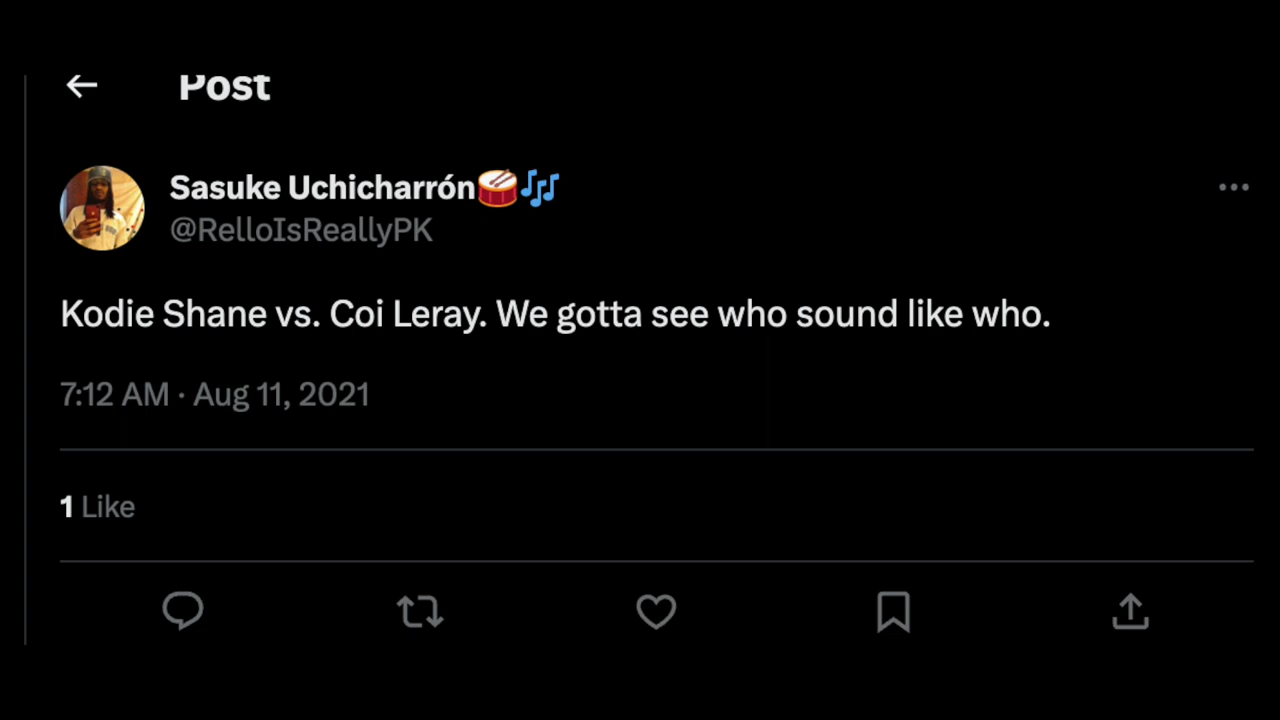 Post
Sasuke Uchicharrón🥁🎶
@RelloIsReallyPK
Kodie Shane vs. Coi Leray. We gotta see who sound like who.
7:12 AM · Aug 11, 2021
1 Like